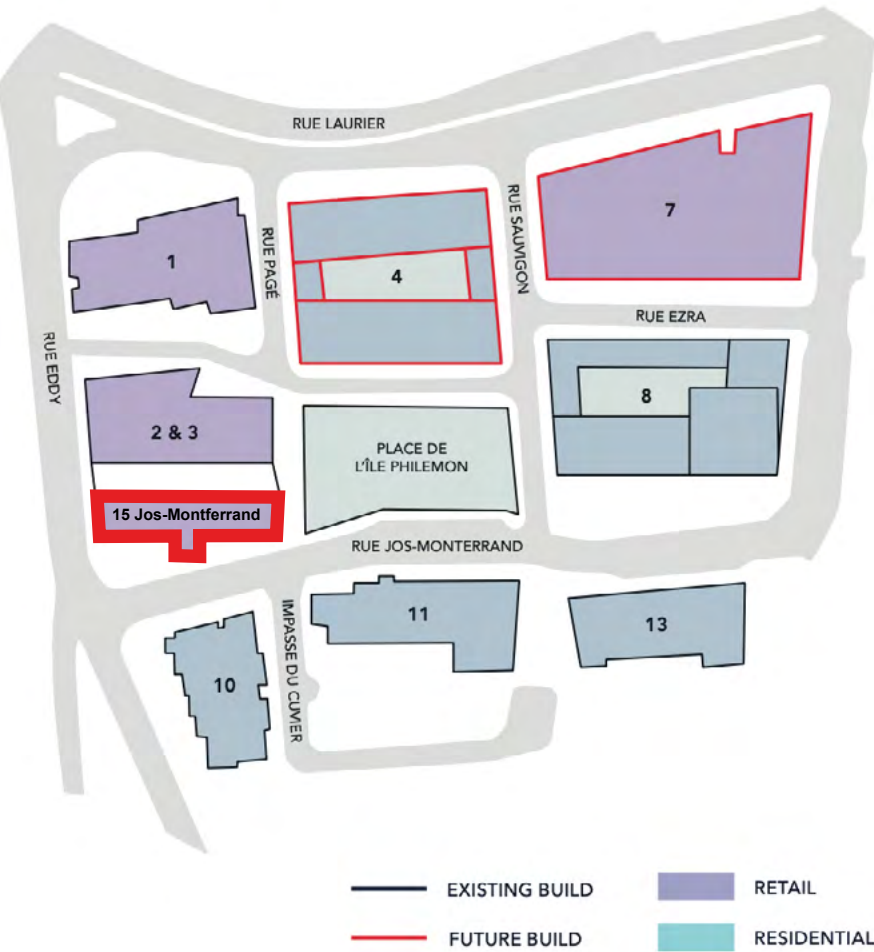 RUE LAURIER
RUE PAGÉ
RUE SAUVIGON
1
4
7
RUE EZRA
RUE EDDY
2 & 3
PLACE DE
L'ÎLE PHILEMON
8
15 Jos-Montferrand
RUE JOS-MONTERRAND
IMPASSE DU CUVIER
10
11
13
EXISTING BUILD
RETAIL
FUTURE BUILD
RESIDENTIAL